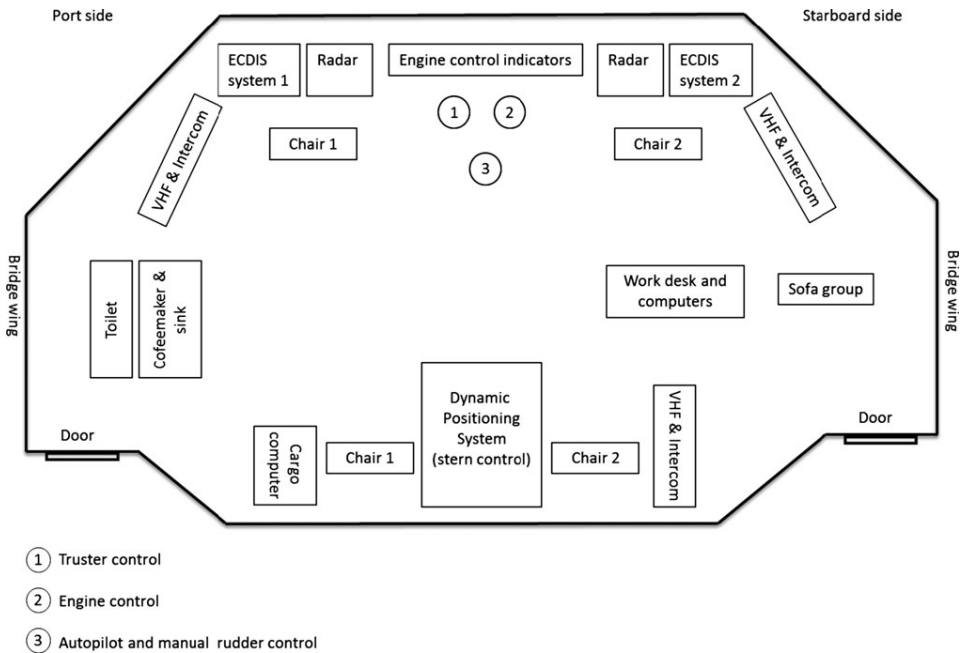 Port side
Starboard side
ECDIS
system 1
Radar
Engine control indicators
Radar
ECDIS
system 2
1
2
3
Chair 1
Chair 2
VHF & Intercom
VHF & Intercom
Bridge wing
Bridge wing
Toilet
Cofeemaker &
sink
Work desk and
computers
Sofa group
Dynamic
Positioning
System
(stern control)
VHF & Intercom
Door
Door
Cargo
computer
Chair 1
Chair 2
1 Truster control
2 Engine control
3 Autopilot and manual rudder control